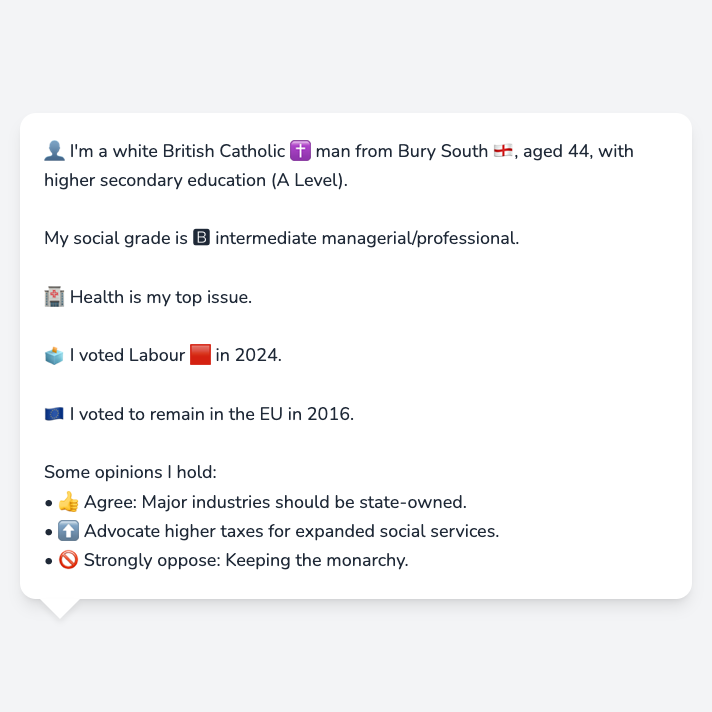 👤 I'm a white British Catholic ✝️ man from Bury South 🏴󠁧󠁢󠁥󠁮󠁧󠁿, aged 44, with
higher secondary education (A Level).
My social grade is 🅱 intermediate managerial/professional.
🏥 Health is my top issue.
🗳️ I voted Labour 🟥 in 2024.
🇪🇺 I voted to remain in the EU in 2016.
Some opinions I hold:
• 👍 Agree: Major industries should be state-owned.
• ⬆️ Advocate higher taxes for expanded social services.
• 🚫 Strongly oppose: Keeping the monarchy.